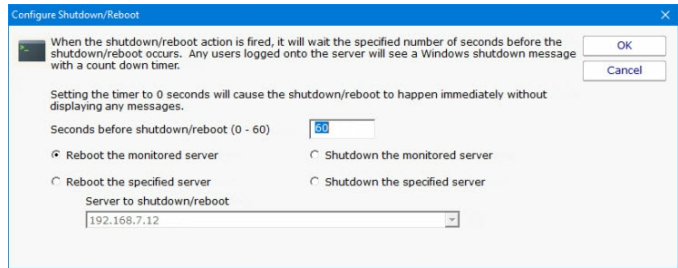 Configure Shutdown/Reboot
When the shutdown/reboot action is fired, it will wait the specified number of seconds before the
shutdown/reboot occurs. Any users logged onto the server will see a Windows shutdown message
with a count down timer.
OK
Cancel
Setting the timer to 0 seconds will cause the shutdown/reboot to happen immediately without
displaying any messages.
Seconds before shutdown/reboot (0 - 60)
60
Reboot the monitored server
Shutdown the monitored server
Reboot the specified server
Shutdown the specified server
Server to shutdown/reboot
192.168.7.12